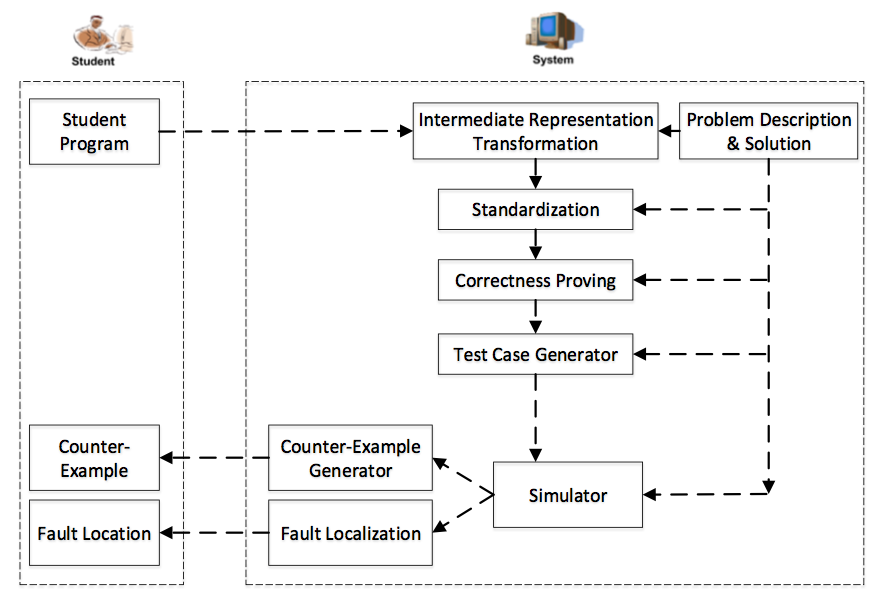 Student
System
Student
Program
Intermediate Representation
Transformation
Problem Description
& Solution
Standardization
Correctness Proving
Test Case Generator
Counter-
Example
Counter-Example
Generator
Simulator
Fault Location
Fault Localization